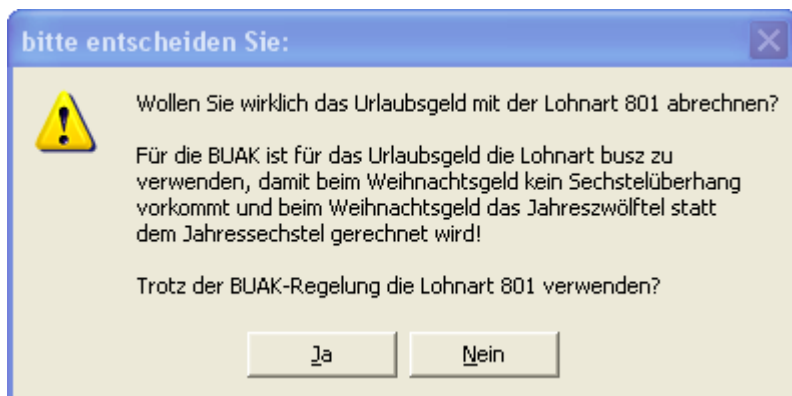 bitte entscheiden Sie:
Wollen Sie wirklich das Urlaubsgeld mit der Lohnart 801 abrechnen?
Für die BUAK ist für das Urlaubsgeld die Lohnart busz zu
verwenden, damit beim Weihnachtsgeld kein Sechstelüberhang
vorkommt und beim Weihnachtsgeld das Jahreszwölftel statt
dem Jahressechstel gerechnet wird!
Trotz der BUAK-Regelung die Lohnart 801 verwenden?
Ja
Nein